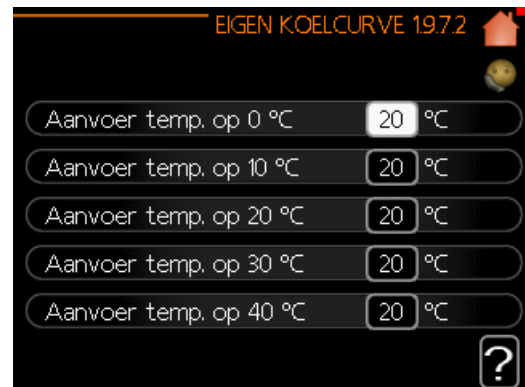 EIGEN KOELCURVE 1.9.7.2
Aanvoer temp. op 0 °C 20 °C
Aanvoer temp. op 10 °C 20 °C
Aanvoer temp. op 20 °C 20 °C
Aanvoer temp. op 30 °C 20 °C
Aanvoer temp. op 40 °C 20 °C
?